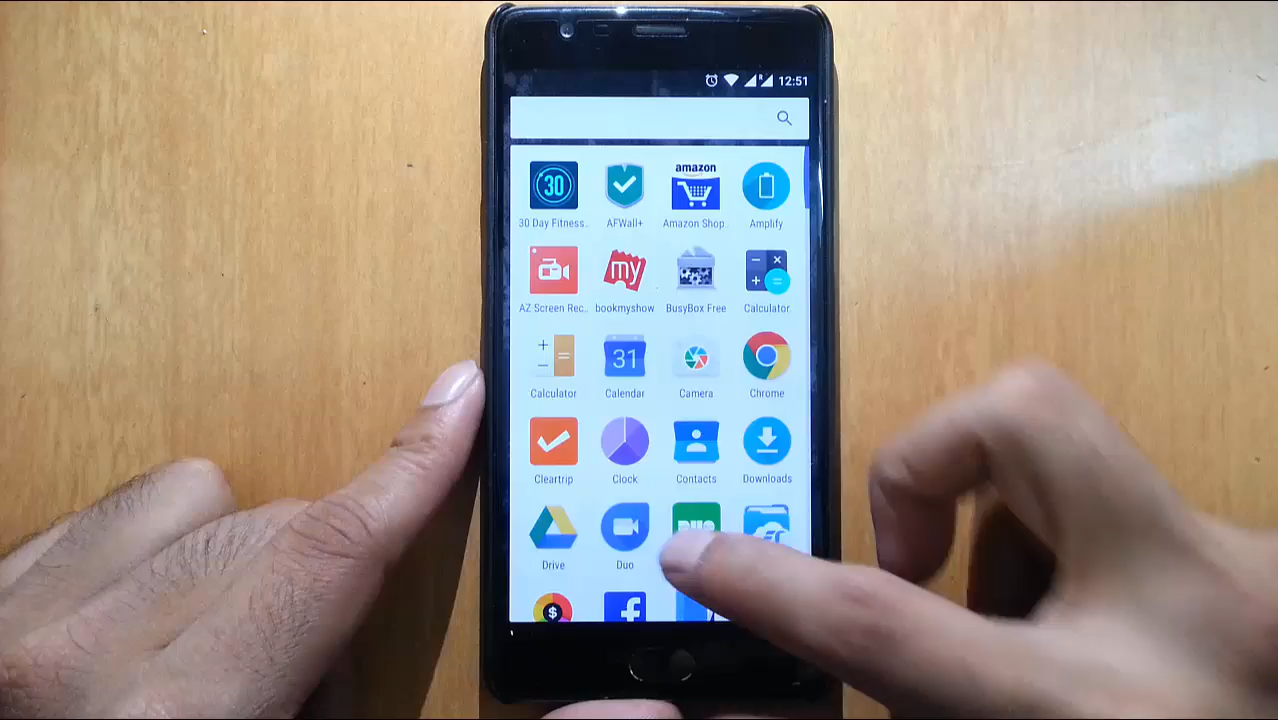 R 12:51
30 amazon
30 Day Fitness.. AFWall+ Amazon Shop.. Amplify
my
AZ Screen Rec.. bookmyshow BusyBox Free Calculator
31
Calculator Calendar Camera Chrome
Cleartrip Clock Contacts Downloads
Drive Duo
$ f